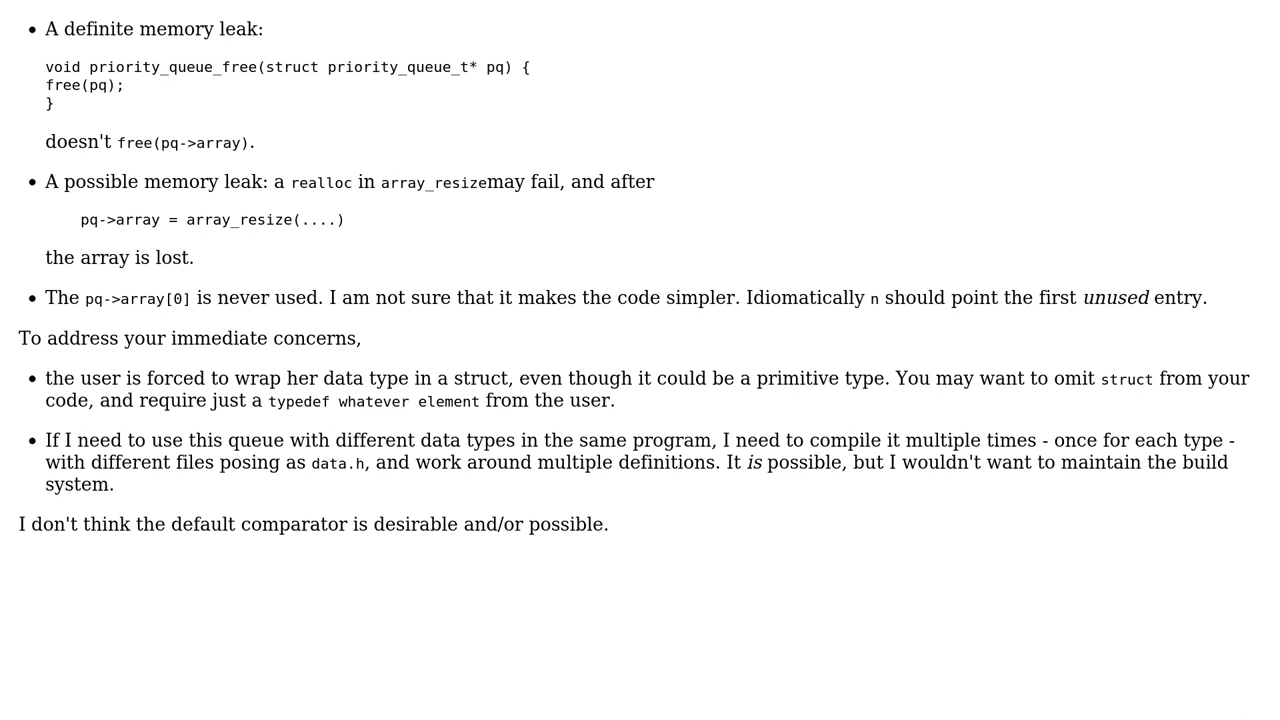 • A definite memory leak:
void priority_queue_free(struct priority_queue_t* pq) {
free(pq);
}
doesn't free(pq->array).
• A possible memory leak: a realloc in array_resizemay fail, and after
pq->array = array_resize(....)
the array is lost.
• The pq->array[0] is never used. I am not sure that it makes the code simpler. Idiomatically n should point the first unused entry.
To address your immediate concerns,
• the user is forced to wrap her data type in a struct, even though it could be a primitive type. You may want to omit struct from your
code, and require just a typedef whatever element from the user.
• If I need to use this queue with different data types in the same program, I need to compile it multiple times - once for each type -
with different files posing as data.h, and work around multiple definitions. It is possible, but I wouldn't want to maintain the build
system.
I don't think the default comparator is desirable and/or possible.